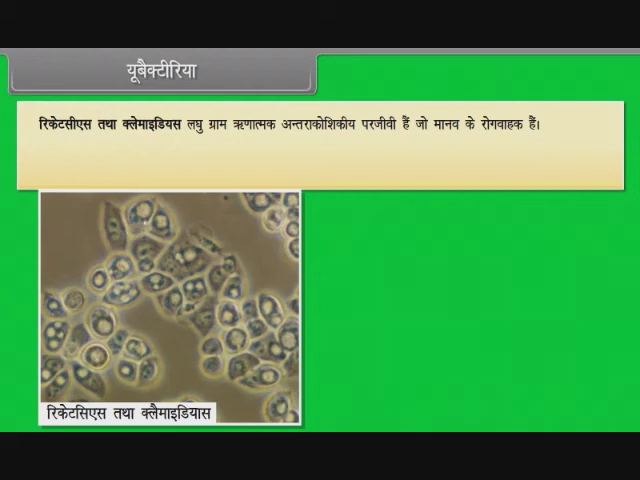 यूबैक्टीरिया
रिकेटसीएस तथा क्लेमाइडियस लघु ग्राम ऋणात्मक अन्तराकोशिकीय परजीवी हैं जो मानव के रोगवाहक हैं।
रिकेटसिएस तथा क्लैमाइडियास